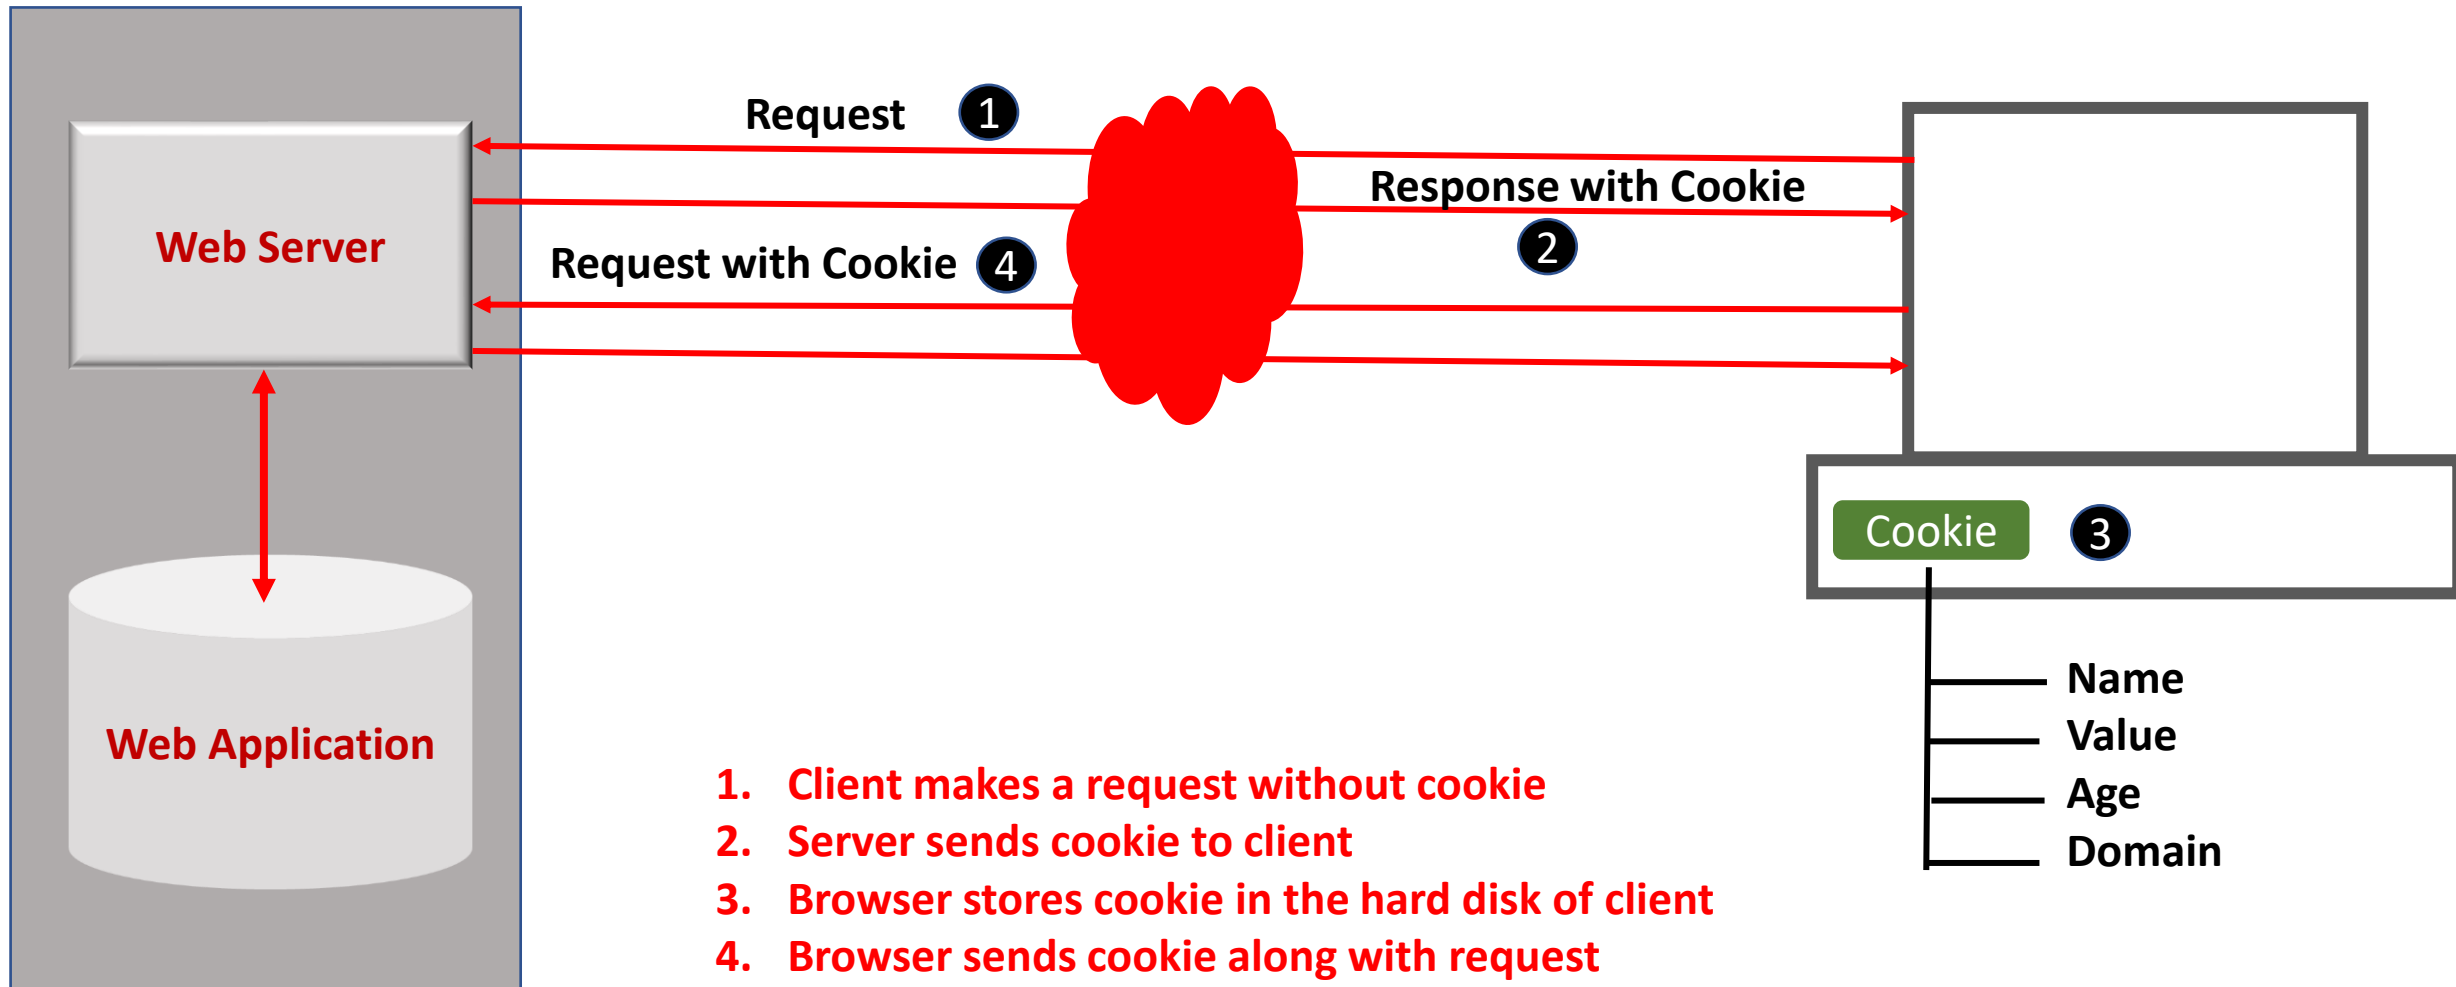 Request 1
Response with Cookie
2
Web Server
Request with Cookie 4
Cookie 3
Name
Value
Age
Domain
Web Application
1. Client makes a request without cookie
2. Server sends cookie to client
3. Browser stores cookie in the hard disk of client
4. Browser sends cookie along with request